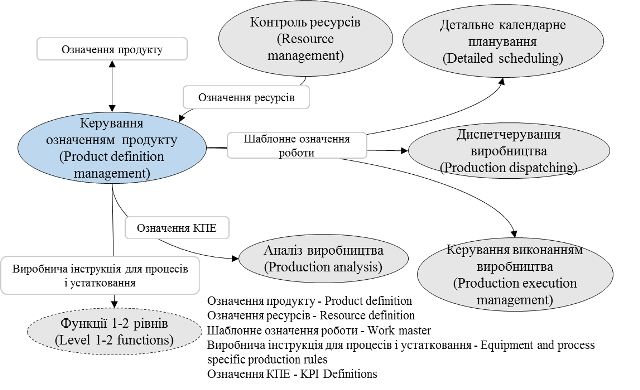 Контроль ресурсів
(Resource
management)
Детальне календарне
планування
(Detailed scheduling)
Означення продукту
Означення ресурсів
Керування
означенням продукту
(Product definition
management)
Шаблонне означення
роботи
Диспетчерування
виробництва
(Production dispatching)
Означення КПЕ
Аналіз виробництва
(Production analysis)
Керування виконанням
виробництва
(Production execution
management)
Виробнича інструкція для процесів
і устатковання
Функції 1-2 рівнів
(Level 1-2 functions)
Означення продукту - Product definition
Означення ресурсів - Resource definition
Шаблонне означення роботи - Work master
Виробнича інструкція для процесів і устатковання - Equipment and process
specific production rules
Означення КПЕ - KPI Definitions